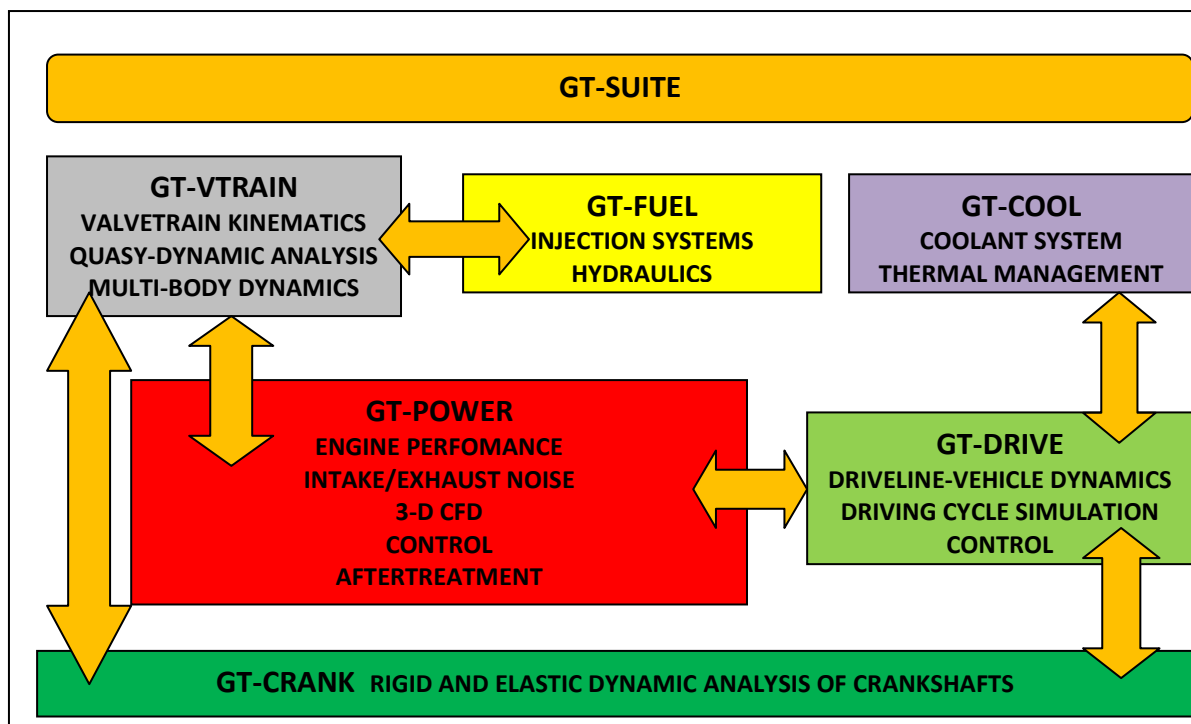 GT-SUITE
GT-VTRAIN
VALVETRAIN KINEMATICS
QUASY-DYNAMIC ANALYSIS
MULTI-BODY DYNAMICS
GT-FUEL
INJECTION SYSTEMS
HYDRAULICS
GT-COOL
COOLANT SYSTEM
THERMAL MANAGEMENT
GT-POWER
ENGINE PERFOMANCE
INTAKE/EXHAUST NOISE
3-D CFD
CONTROL
AFTERTREATMENT
GT-DRIVE
DRIVELINE-VEHICLE DYNAMICS
DRIVING CYCLE SIMULATION
CONTROL
GT-CRANK RIGID AND ELASTIC DYNAMIC ANALYSIS OF CRANKSHAFTS